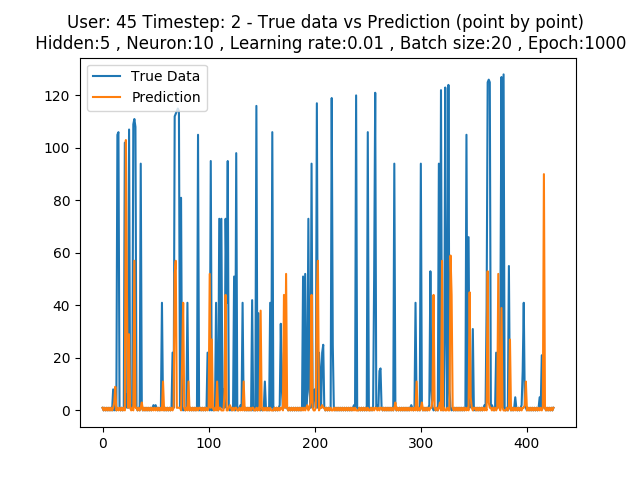 User: 45 Timestep: 2 - True data vs Prediction (point by point)
Hidden:5 , Neuron:10 , Learning rate:0.01 , Batch size:20 , Epoch:1000
True Data
Prediction
120
100
80
60
40
20
0
0 100 200 300 400